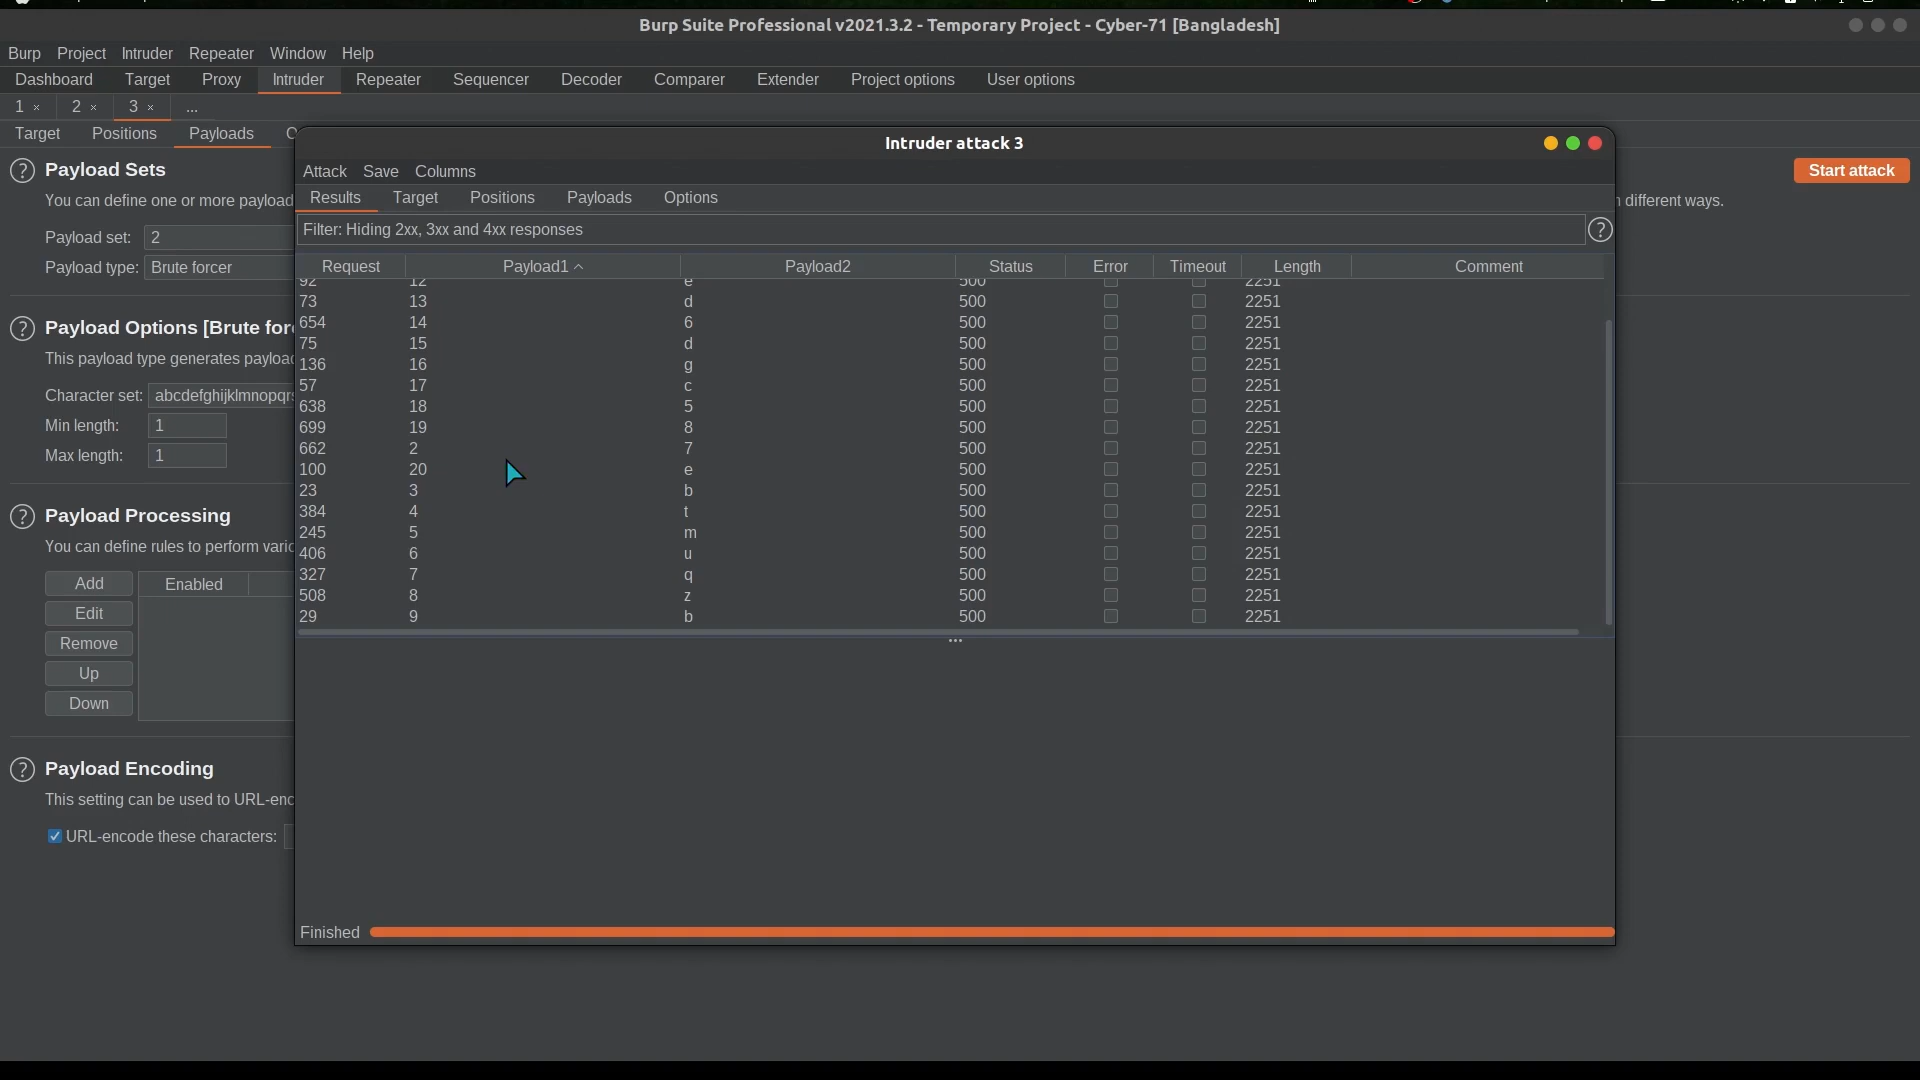 Burp Suite Professional v2021.3.2 - Temporary Project - Cyber-71 [Bangladesh]
Burp Project Intruder Repeater Window Help
Dashboard Target Proxy Intruder Repeater Sequencer Decoder Comparer Extender Project options User options
1 × 2 × 3 × ...
Target Positions Payloads
Intruder attack 3
Attack Save Columns
Results Target Positions Payloads Options
Filter: Hiding 2xx, 3xx and 4xx responses
Request Payload1 Payload2 Status Error Timeout Length Comment
92 12 e 500 2251
73 13 d 500 2251
654 14 6 500 2251
75 15 d 500 2251
136 16 g 500 2251
57 17 c 500 2251
638 18 5 500 2251
699 19 8 500 2251
662 2 7 500 2251
100 20 e 500 2251
23 3 b 500 2251
384 4 t 500 2251
245 5 m 500 2251
406 6 u 500 2251
327 7 q 500 2251
508 8 z 500 2251
29 9 b 500 2251
Finished
Payload Sets
Start attack
You can define one or more payload
different ways.
Payload set: 2
Payload type: Brute forcer
Payload Options [Brute for
This payload type generates payloa
Character set: abcdefghijklmnopqr
Min length: 1
Max length: 1
Payload Processing
You can define rules to perform vari
Add Enabled
Edit
Remove
Up
Down
Payload Encoding
This setting can be used to URL-enc
URL-encode these characters: